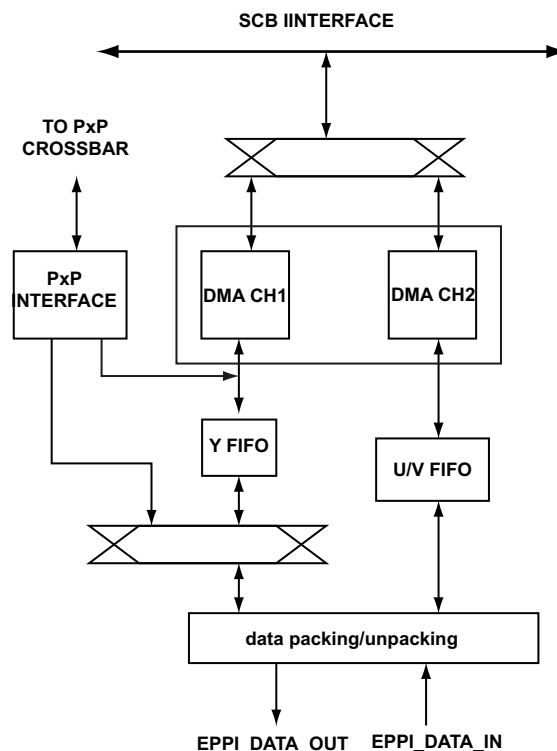 SCB IINTERFACE
TO PxP
CROSSBAR
PxP
INTERFACE
DMA CH1
DMA CH2
Y FIFO
U/V FIFO
data packing/unpacking
EPPI_DATA_OUT
EPPI_DATA_IN